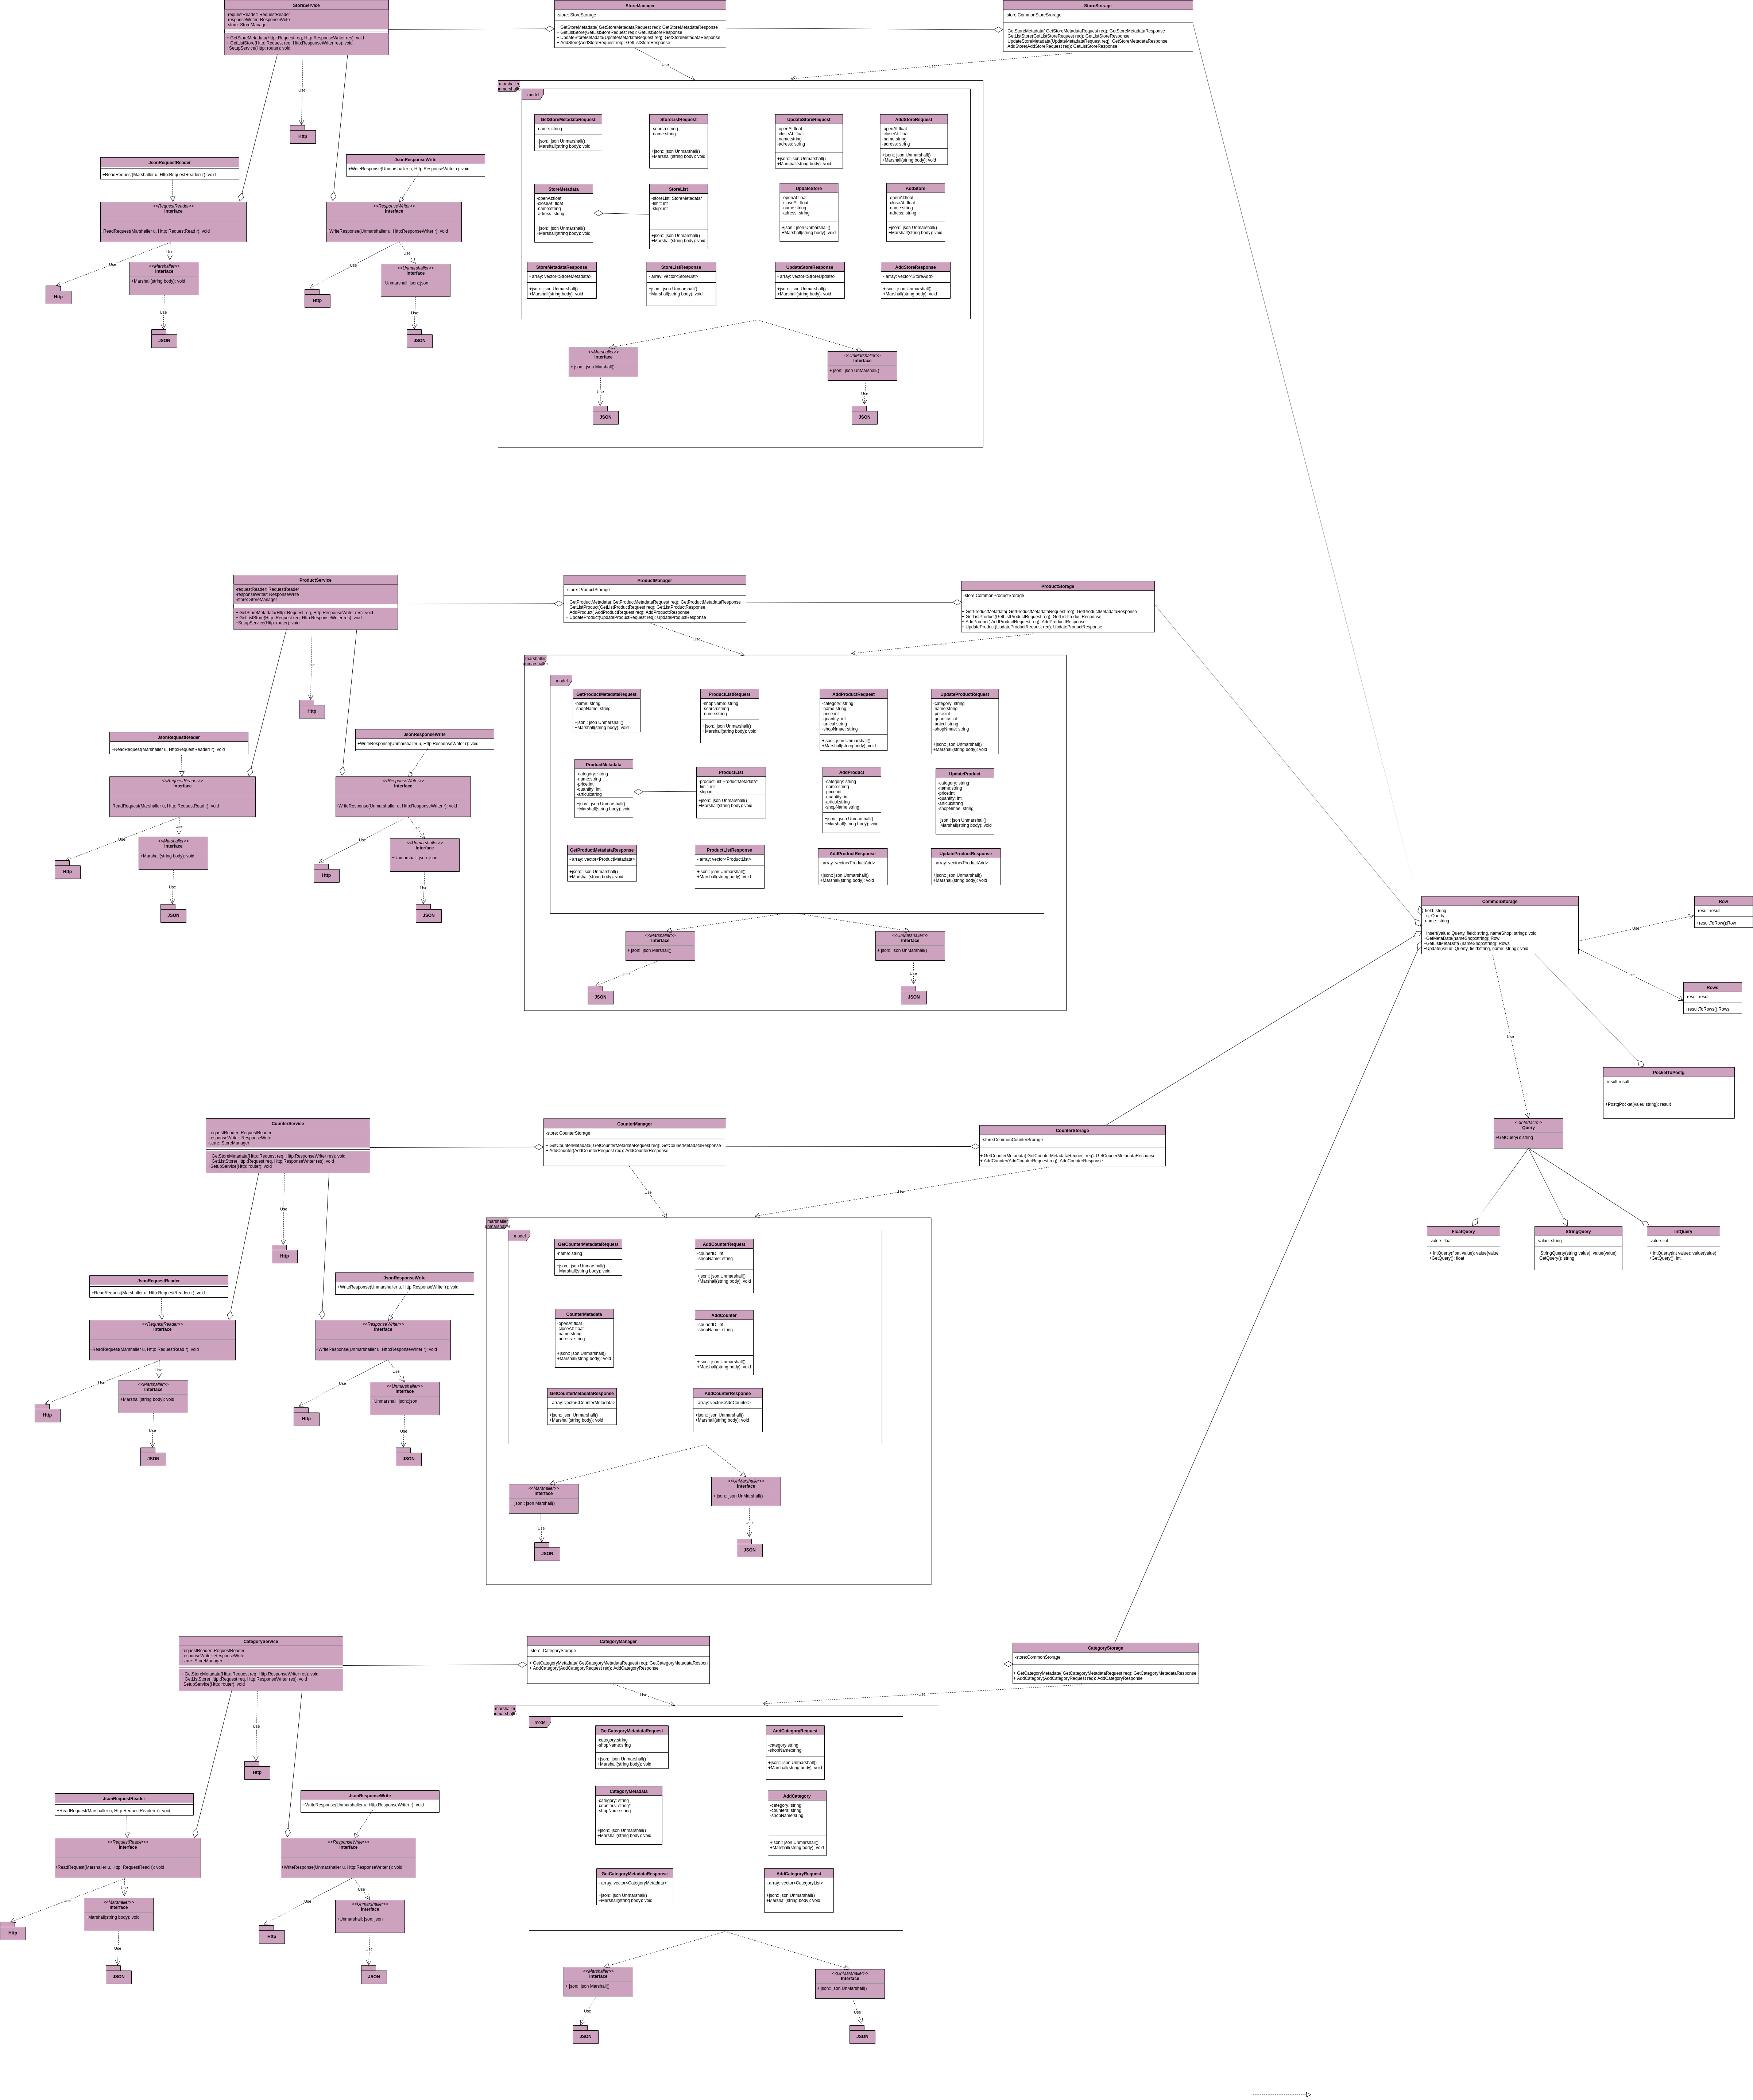 StoreService
-requestReader: RequestReader
-responseWriter: ResponseWrite
-store: StoreManager
+ GetStoreMetadata(Http::Request req, Http:ResponseWriter res): void
+ GetListStore(Http: Request req, Http:ResponseWriter res): void
+SetupService(Http: router): void
StoreManager
-store: StoreStorage
+ GetStoreMetadata( GetStoreMetadataRequest req): GetStoreMetadataResponse
+ GetListStore(GetListStoreRequest req): GetListStoreResponse
+ UpdateStoreMetadata(UpdateMetadataRequest req): GetStoreMetadataResponse
+ AddStore(AddStoreRequest req): GetListStoreResponse
StoreStorage
-store:CommonStoreSrorage
+ GetStoreMetadata( GetStoreMetadataRequest req): GetStoreMetadataResponse
+ GetListStore(GetListStoreRequest req): GetListStoreResponse
+ UpdateStoreMetadata(UpdateMetadataRequest req): GetStoreMetadataResponse
+ AddStore(AddStoreRequest req): GetListStoreResponse
Use
Use
Use
Http
JsonRequestReader
+ReadRequest(Marshaller u, Http:RequestReader r): void
JsonResponseWrite
+WriteResponse(Unmarshaller u, Http:ResponseWriter r): void
<<RequestReader>>
Interface
+ReadRequest(Marshaller u, Http: RequestRead r): void
<<ResponseWriter>>
Interface
+WriteResponse(Unmarshaller u, Http:ResponseWriter r): void
Use
Use
Use
Use
<<Marshaller>>
Interface
+Marshall(string body): void
<<Unmarshaller>>
Interface
+Unmarshall: json::json
Http
Http
Use
Use
JSON
JSON
marshaller
unmarshaller
model
GetStoreMetadataRequest
-name: string
+json:: json Unmarshall()
+Marshall(string body): void
StoreListRequest
-search:string
-name:string
+json:: json Unmarshall()
+Marshall(string body): void
UpdateStoreRequest
-openAt:float
-closeAt: float
-name:string
-adress: string
+json:: json Unmarshall()
+Marshall(string body): void
AddStoreRequest
-openAt:float
-closeAt: float
-name:string
-adress: string
+json:: json Unmarshall()
+Marshall(string body): void
StoreMetadata
-openAt:float
-closeAt: float
-name:string
-adress: string
+json:: json Unmarshall()
+Marshall(string body): void
StoreList
-storeList: StoreMetadata*
-limit: int
-skip: int
+json:: json Unmarshall()
+Marshall(string body): void
UpdateStore
-openAt:float
-closeAt: float
-name:string
-adress: string
+json:: json Unmarshall()
+Marshall(string body): void
AddStore
-openAt:float
-closeAt: float
-name:string
-adress: string
+json:: json Unmarshall()
+Marshall(string body): void
StoreMetadataResponse
- array: vector<StoreMetadata>
+json:: json Unmarshall()
+Marshall(string body): void
StoreListResponse
- array: vector<StoreList>
+json:: json Unmarshall()
+Marshall(string body): void
UpdateStoreResponse
- array: vector<StoreUpdate>
+json:: json Unmarshall()
+Marshall(string body): void
AddStoreResponse
- array: vector<StoreAdd>
+json:: json Unmarshall()
+Marshall(string body): void
<<Marshaller>>
Interface
+ json:: json Marshall()
<<UnMarshaller>>
Interface
+ json:: json UnMarshall()
Use
Use
JSON
JSON
ProductService
-requestReader: RequestReader
-responseWriter: ResponseWrite
-store: StoreManager
+ GetStoreMetadata(Http::Request req, Http:ResponseWriter res): void
+ GetListStore(Http: Request req, Http:ResponseWriter res): void
+SetupService(Http: router): void
ProductManager
-store: ProductStorage
+ GetProductMetadata( GetProductMetadataRequest req): GetProductMetadataResponse
+ GetListProduct(GetListProductRequest req): GetListProductResponse
+ AddProduct( AddProductRequest req): AddProducttResponse
+ UpdateProduct(UpdateProductRequest req): UpdateProductResponse
ProductStorage
-store:CommonProductSrorage
+ GetProductMetadata( GetProductMetadataRequest req): GetProductMetadataResponse
+ GetListProduct(GetListProductRequest req): GetListProductResponse
+ AddProduct( AddProductRequest req): AddProductResponse
+ UpdateProduct(UpdateProductRequest req): UpdateProductResponse
Use
Use
Use
Http
JsonRequestReader
+ReadRequest(Marshaller u, Http:RequestReader r): void
JsonResponseWrite
+WriteResponse(Unmarshaller u, Http:ResponseWriter r): void
<<RequestReader>>
Interface
+ReadRequest(Marshaller u, Http: RequestRead r): void
<<ResponseWriter>>
Interface
+WriteResponse(Unmarshaller u, Http:ResponseWriter r): void
Use
Use
Use
Use
<<Marshaller>>
Interface
+Marshall(string body): void
<<Unmarshaller>>
Interface
+Unmarshall: json::json
Http
Http
Use
Use
JSON
JSON
marshaller
unmarshaller
model
GetProductMetadataRequest
-name: string
-shopName: string
+json:: json Unmarshall()
+Marshall(string body): void
ProductListRequest
-shopName: string
-search:string
-name:string
+json:: json Unmarshall()
+Marshall(string body): void
AddProductRequest
-category: string
-name:string
-price:int
-quantity: int
-articul:string
-shopNmae: string
+json:: json Unmarshall()
+Marshall(string body): void
UpdateProductRequest
-category: string
-name:string
-price:int
-quantity: int
-articul:string
-shopNmae: string
+json:: json Unmarshall()
+Marshall(string body): void
ProductMetadata
-category: string
-name:string
-price:int
-quantity: int
-articul:string
+json:: json Unmarshall()
+Marshall(string body): void
ProductList
-productList:ProductMetadata*
-limit: int
-skip:int
+json:: json Unmarshall()
+Marshall(string body): void
AddProduct
-category: string
-name:string
-price:int
-quantity: int
-articul:string
-shopName:string
+json:: json Unmarshall()
+Marshall(string body): void
UpdateProduct
-category: string
-name:string
-price:int
-quantity: int
-articul:string
-shopNmae: string
+json:: json Unmarshall()
+Marshall(string body): void
GetProductMetadataResponse
- array: vector<ProductMetadata>
+json:: json Unmarshall()
+Marshall(string body): void
ProductListResponse
- array: vector<ProductList>
+json:: json Unmarshall()
+Marshall(string body): void
AddProductResponse
- array: vector<ProductAdd>
+json:: json Unmarshall()
+Marshall(string body): void
UpdateProductResponse
- array: vector<ProductAdd>
+json:: json Unmarshall()
+Marshall(string body): void
<<Marshaller>>
Interface
+ json:: json Marshall()
<<UnMarshaller>>
Interface
+ json:: json UnMarshall()
Use
Use
JSON
JSON
CommonStorage
-field: string
- q: Querty
-name: string
+Insert(value: Querty, field: string, nameShop: string): void
+GetMetaData(nameShop:string): Row
+GetListMetaData (nameShop:string): Rows
+Update(value: Querty, field:string, name: string): void
Row
-result:result
+resultToRow():Row
Rows
-result:result
+resultToRows():Rows
Use
Use
Use
PocketToPostg
-result:result
+PostgPocket(valeu:string): result
<<Interface>>
Query
+GetQuery(): string
FloatQuery
-value: float
+ IntQuerty(float value): value(value
+GetQuery(): float
StringQuery
-value: string
+ StringQuerty(string value): value(value)
+GetQuery(): string
IntQuery
-value: int
+ IntQuerty(int value): value(value)
+GetQuery(): int
CounterService
-requestReader: RequestReader
-responseWriter: ResponseWrite
-store: StoreManager
+ GetStoreMetadata(Http::Request req, Http:ResponseWriter res): void
+ GetListStore(Http: Request req, Http:ResponseWriter res): void
+SetupService(Http: router): void
CounterManager
-store: CounterStorage
+ GetCounterMetadata( GetCounterMetadataRequest req): GetCounerMetadataResponse
+ AddCounter(AddCounterRequest req): AddCounterResponse
CounterStorage
-store:CommonCounterSrorage
+ GetCounterMetadata( GetCounterMetadataRequest req): GetCounterMetadataResponse
+ AddCounter(AddCounterRequest req): AddCounterResponse
Use
Use
Use
Http
JsonRequestReader
+ReadRequest(Marshaller u, Http:RequestReader r): void
JsonResponseWrite
+WriteResponse(Unmarshaller u, Http:ResponseWriter r): void
<<RequestReader>>
Interface
+ReadRequest(Marshaller u, Http: RequestRead r): void
<<ResponseWriter>>
Interface
+WriteResponse(Unmarshaller u, Http:ResponseWriter r): void
Use
Use
Use
Use
<<Marshaller>>
Interface
+Marshall(string body): void
<<Unmarshaller>>
Interface
+Unmarshall: json::json
Http
Http
Use
Use
JSON
JSON
marshaller
unmarshaller
model
GetCounterMetadataRequest
-name: string
+json:: json Unmarshall()
+Marshall(string body): void
AddCounterRequest
-counerID: int
-shopName: string
+json:: json Unmarshall()
+Marshall(string body): void
CounterMetadata
-openAt:float
-closeAt: float
-name:string
-adress: string
+json:: json Unmarshall()
+Marshall(string body): void
AddCounter
-counerID: int
-shopName: string
+json:: json Unmarshall()
+Marshall(string body): void
GetCounterMetadataResponse
- array: vector<CounterMetadata>
+json:: json Unmarshall()
+Marshall(string body): void
AddCounterResponse
- array: vector<AddCounter>
+json:: json Unmarshall()
+Marshall(string body): void
<<Marshaller>>
Interface
+ json:: json Marshall()
<<UnMarshaller>>
Interface
+ json:: json UnMarshall()
Use
Use
JSON
JSON
CategoryService
-requestReader: RequestReader
-responseWriter: ResponseWrite
-store: StoreManager
+ GetStoreMetadata(Http::Request req, Http:ResponseWriter res): void
+ GetListStore(Http: Request req, Http:ResponseWriter res): void
+SetupService(Http: router): void
CategoryManager
-store: CategoryStorage
+ GetCategoryMetadata( GetCategoryMetadataRequest req): GetCategoryMetadataRespon
+ AddCategory(AddCategoryRequest req): AddCategoryResponse
CategoryStorage
-store:CommonSrorage
+ GetCategoryMetadata( GetCategoryMetadataRequest req): GetCategoryMetadataResponse
+ AddCategory(AddCategoryRequest req): AddCategoryResponse
Use
Use
Use
Http
JsonRequestReader
+ReadRequest(Marshaller u, Http:RequestReader r): void
JsonResponseWrite
+WriteResponse(Unmarshaller u, Http:ResponseWriter r): void
<<RequestReader>>
Interface
+ReadRequest(Marshaller u, Http: RequestRead r): void
<<ResponseWriter>>
Interface
+WriteResponse(Unmarshaller u, Http:ResponseWriter r): void
Use
Use
Use
Use
<<Marshaller>>
Interface
+Marshall(string body): void
<<Unmarshaller>>
Interface
+Unmarshall: json::json
Http
Http
Use
Use
JSON
JSON
marshaller
unmarshaller
model
GetCategoryMetadataRequest
-category:string
-shopName:sring
+json:: json Unmarshall()
+Marshall(string body): void
AddCategoryRequest
-category:string
-shopName:sring
+json:: json Unmarshall()
+Marshall(string body): void
CategoryMetadata
-category: string
-counters: string*
-shopName:sring
+json:: json Unmarshall()
+Marshall(string body): void
AddCategory
-category: string
-counters: string
-shopName:string
+json:: json Unmarshall()
+Marshall(string body): void
GetCategoryMetadataResponse
- array: vector<CategoryMetadata>
+json:: json Unmarshall()
+Marshall(string body): void
AddCategoryRequest
- array: vector<CategoryList>
+json:: json Unmarshall()
+Marshall(string body): void
<<Marshaller>>
Interface
+ json:: json Marshall()
<<UnMarshaller>>
Interface
+ json:: json UnMarshall()
Use
Use
JSON
JSON